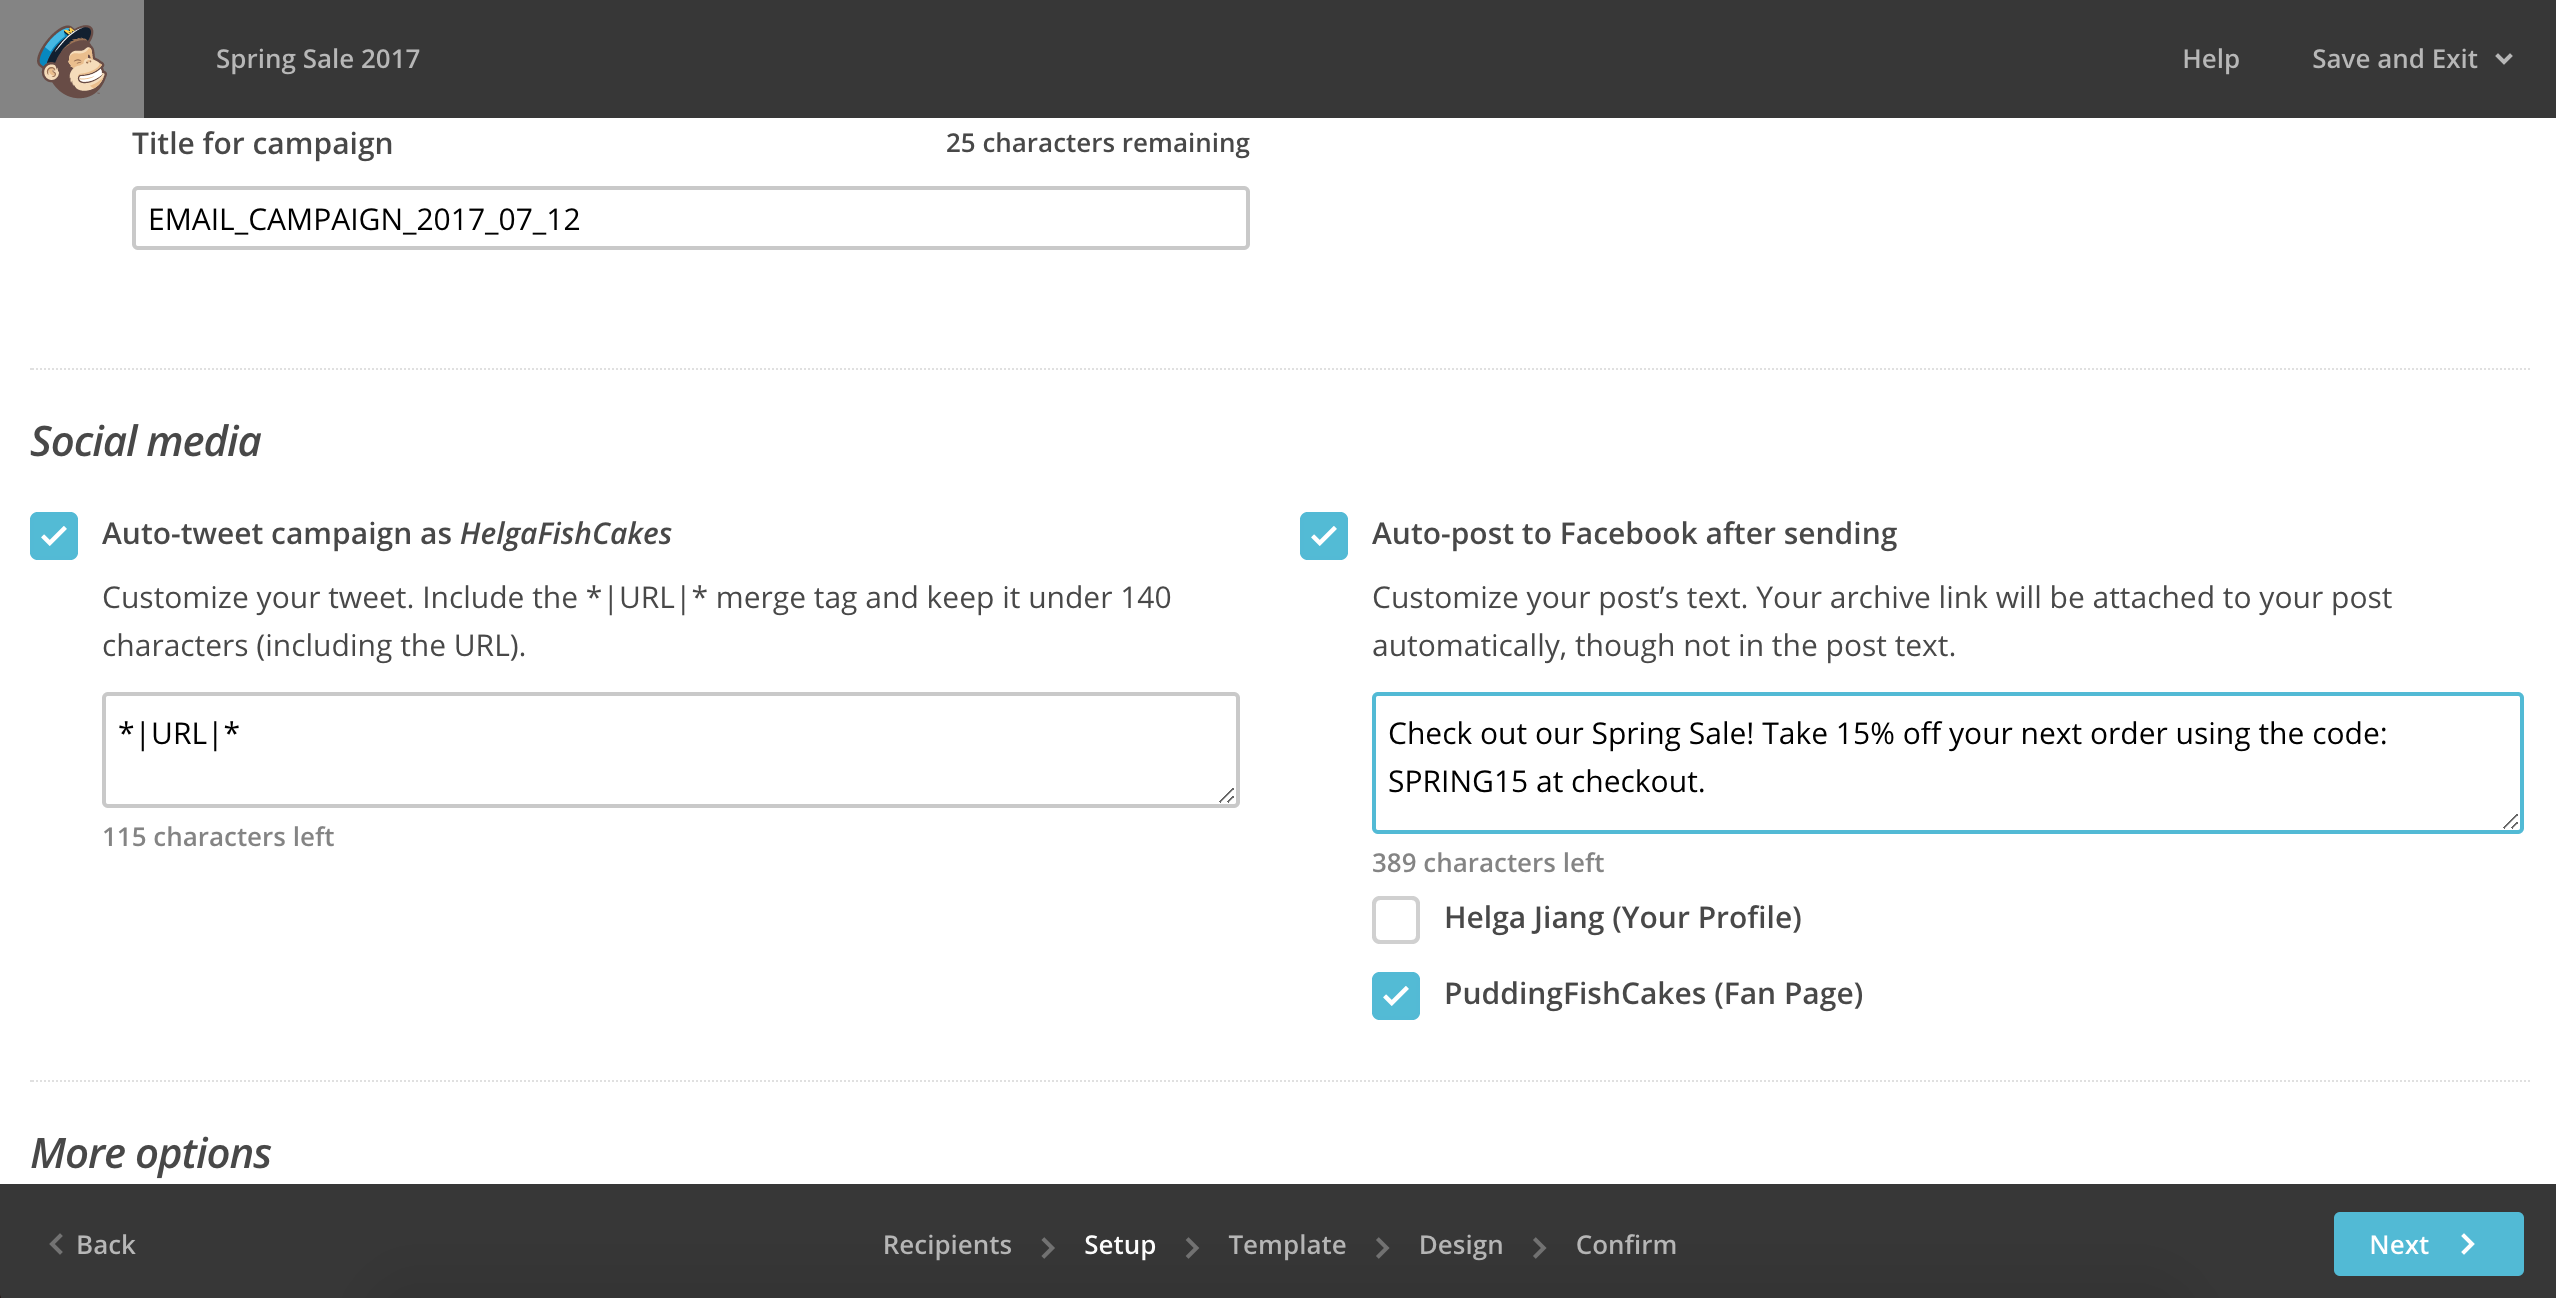 Spring Sale 2017
Help
Save and Exit
Title for campaign
25 characters remaining
EMAIL_CAMPAIGN_2017_07_12
Social media
Auto-tweet campaign as HelgaFishCakes
Customize your tweet. Include the *|URL|* merge tag and keep it under 140
characters (including the URL).
*|URL|*
115 characters left
Auto-post to Facebook after sending
Customize your post’s text. Your archive link will be attached to your post
automatically, though not in the post text.
Check out our Spring Sale! Take 15% off your next order using the code:
SPRING15 at checkout.
389 characters left
Helga Jiang (Your Profile)
PuddingFishCakes (Fan Page)
More options
Back
Recipients
Setup
Template
Design
Confirm
Next